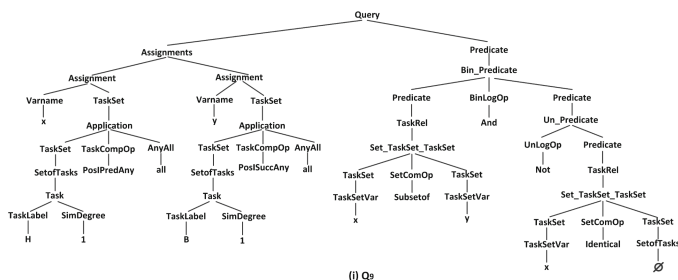 Query
Assignments Predicate
Bin_Predicate
Assignment Assignment Predicate BinLogOp Predicate
Varname TaskSet Varname TaskSet TaskRel And Un_Predicate
x Application y Application Set_TaskSet_TaskSet UnLogOp Predicate
TaskSet TaskCompOp AnyAll TaskSet TaskCompOp AnyAll TaskSet SetComOp TaskSet Not TaskRel
SetofTasks PosIPredAny all SetofTasks PosISuccAny all TaskSetVar Subsetof TaskSetVar Set_TaskSet_TaskSet
Task Task x y TaskSet SetComOp TaskSet
TaskLabel SimDegree TaskLabel SimDegree TaskSetVar Identical SetofTasks
H 1 B 1 x Ø
(i) Q9